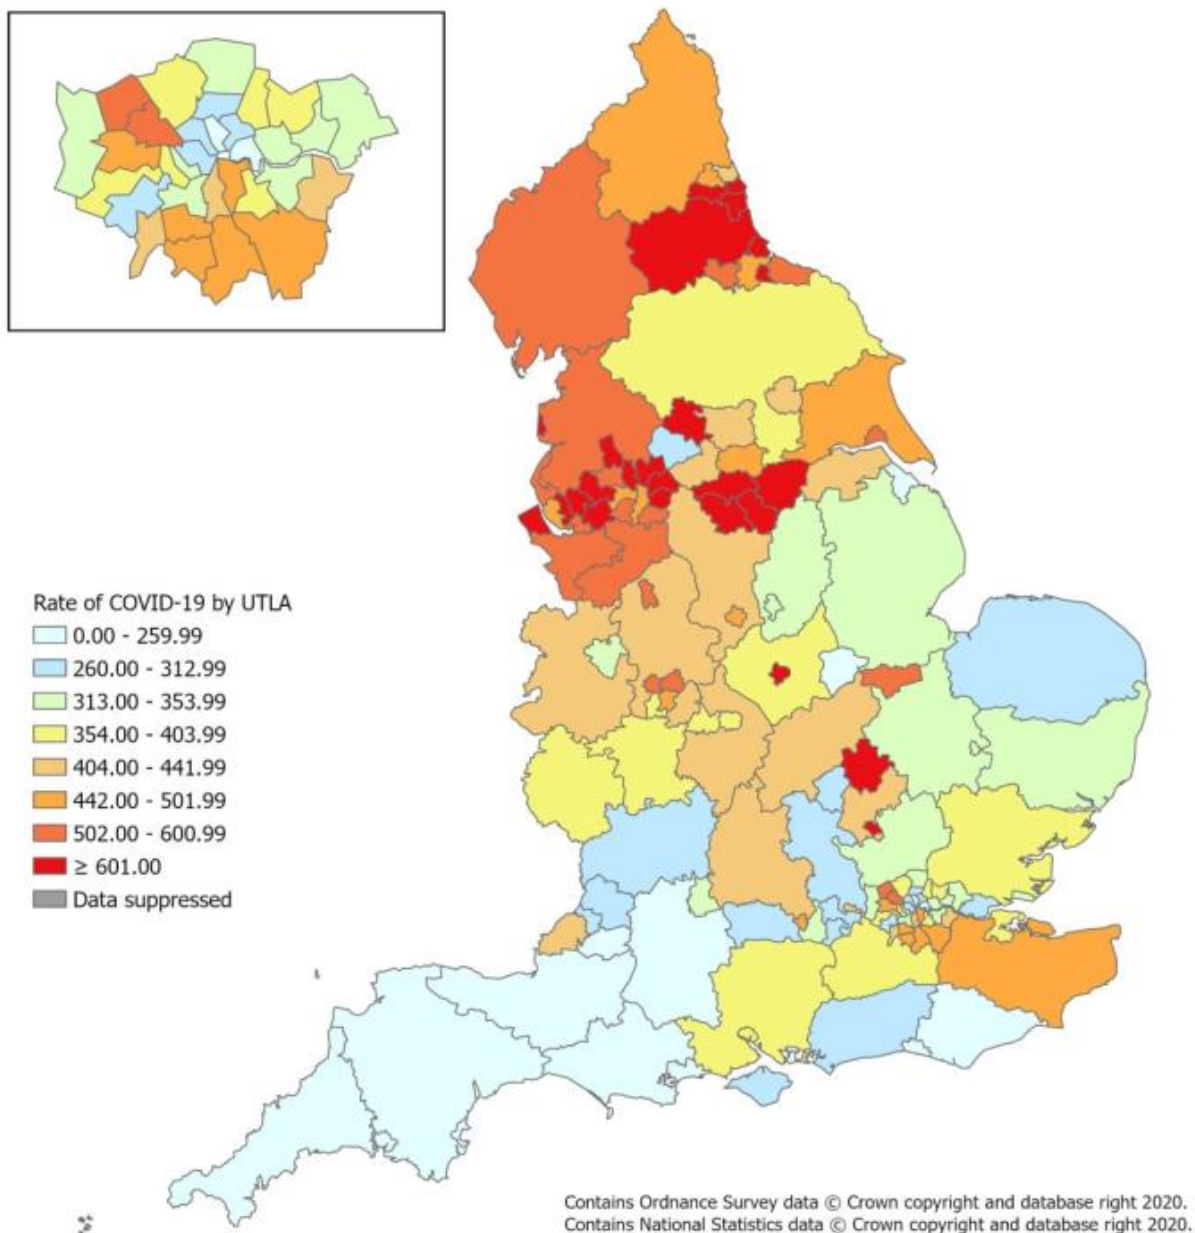 Rate of COVID-19 by UTLA
0.00 - 259.99
260.00 - 312.99
313.00 - 353.99
354.00 - 403.99
404.00 - 441.99
442.00 - 501.99
502.00 - 600.99
≥ 601.00
Data suppressed
Contains Ordnance Survey data © Crown copyright and database right 2020.
Contains National Statistics data © Crown copyright and database right 2020.